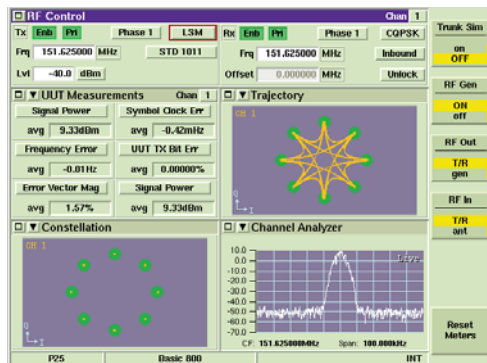 RF Control Chan 1
Tx Enb Pri Phase 1 LSM
Frq 151.625000 MHz STD 1011
Lvl -40.0 dBm
Rx Enb Pri Phase 1 CQPSK
Frq 151.625000 MHz Inbound
Offset 0.000000 MHz Unlock
UUT Measurements Chan 1
Signal Power Symbol Clock Err
avg 9.33dBm avg -0.42mHz
Frequency Error UUT TX Bit Err
avg -0.01Hz avg 0.00000%
Error Vector Mag Signal Power
avg 1.57% avg 9.33dBm
Trajectory
CH 1
Q
I
Constellation
CH 1
Q
I
Channel Analyzer
Live
10.0
0.0
-10.0
-20.0
-30.0
-40.0
-50.0
-60.0
-70.0
CF: 151.625000MHz Span: 100.000kHz
Trunk Sim
on
OFF
RF Gen
ON
off
RF Out
T/R
gen
RF In
T/R
ant
Reset
Meters
P25 Basic 800 INT